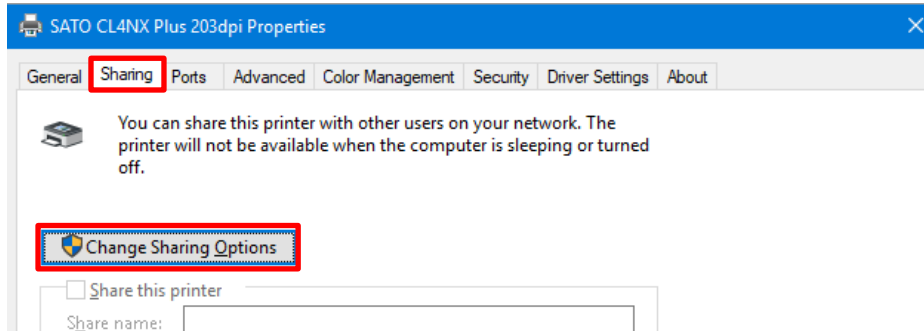 SATO CL4NX Plus 203dpi Properties
General Sharing Ports Advanced Color Management Security Driver Settings About
You can share this printer with other users on your network. The
printer will not be available when the computer is sleeping or turned
off.
Change Sharing Options
Share this printer
Share name: